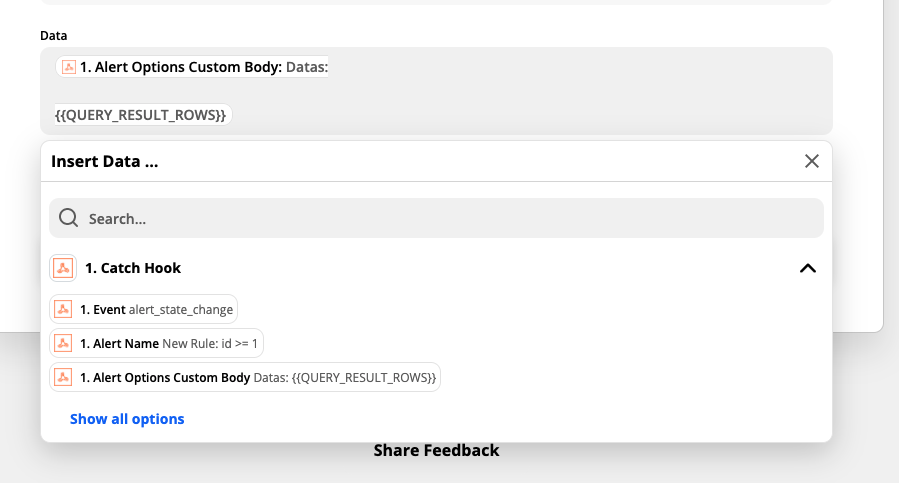 Data
1. Alert Options Custom Body: Datas:
{{QUERY_RESULT_ROWS}}
Insert Data ...
Search...
1. Catch Hook
1. Event alert_state_change
1. Alert Name New Rule: id >= 1
1. Alert Options Custom Body Datas: {{QUERY_RESULT_ROWS}}
Show all options
Share Feedback